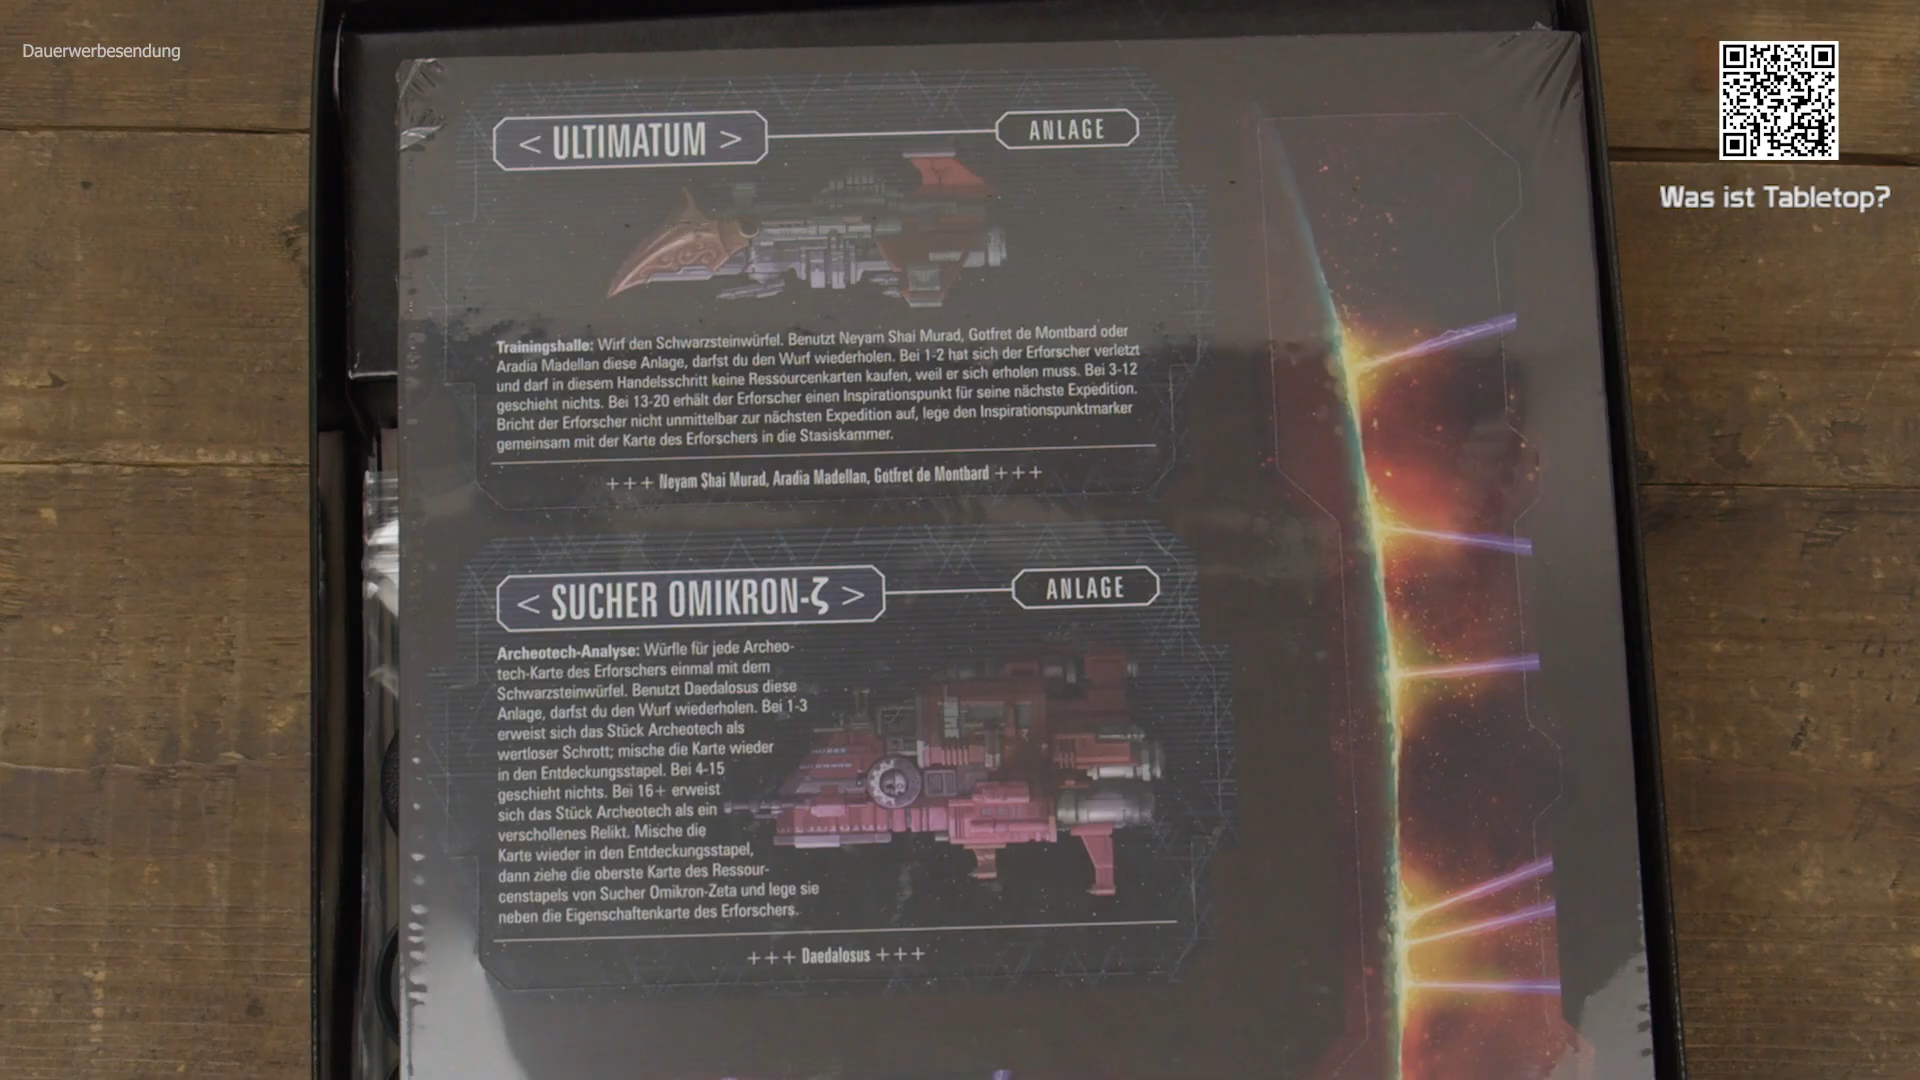 Dauerwerbesendung
Was ist Tabletop?
< ULTIMATUM >
ANLAGE
Trainingshalle: Wirf den Schwarzsteinwürfel. Benutzt Neyam Shai Murad, Gotfret de Montbard oder
Aradia Madellan diese Anlage, darfst du den Wurf wiederholen. Bei 1-2 hat sich der Erforscher verletzt
und darf in diesem Handelsschritt keine Ressourcenkarten kaufen, weil er sich erholen muss. Bei 3-12
geschieht nichts. Bei 13-20 erhält der Erforscher einen Inspirationspunkt für seine nächste Expedition.
Bricht der Erforscher nicht unmittelbar zur nächsten Expedition auf, lege den Inspirationspunktmarker
gemeinsam mit der Karte des Erforschers in die Stasiskammer.
+++ Neyam Shai Murad, Aradia Madellan, Gotfret de Montbard +++
< SUCHER OMIKRON-ζ >
ANLAGE
Archeotech-Analyse: Würfle für jede Archeo-
tech-Karte des Erforschers einmal mit dem
Schwarzsteinwürfel. Benutzt Daedalosus diese
Anlage, darfst du den Wurf wiederholen. Bei 1-3
erweist sich das Stück Archeotech als
wertloser Schrott; mische die Karte wieder
in den Entdeckungsstapel. Bei 4-15
geschieht nichts. Bei 16+ erweist
sich das Stück Archeotech als ein
verschollenes Relikt. Mische die
Karte wieder in den Entdeckungsstapel,
dann ziehe die oberste Karte des Ressour-
censtapels von Sucher Omikron-Zeta und lege sie
neben die Eigenschaftenkarte des Erforschers.
+++ Daedalosus +++